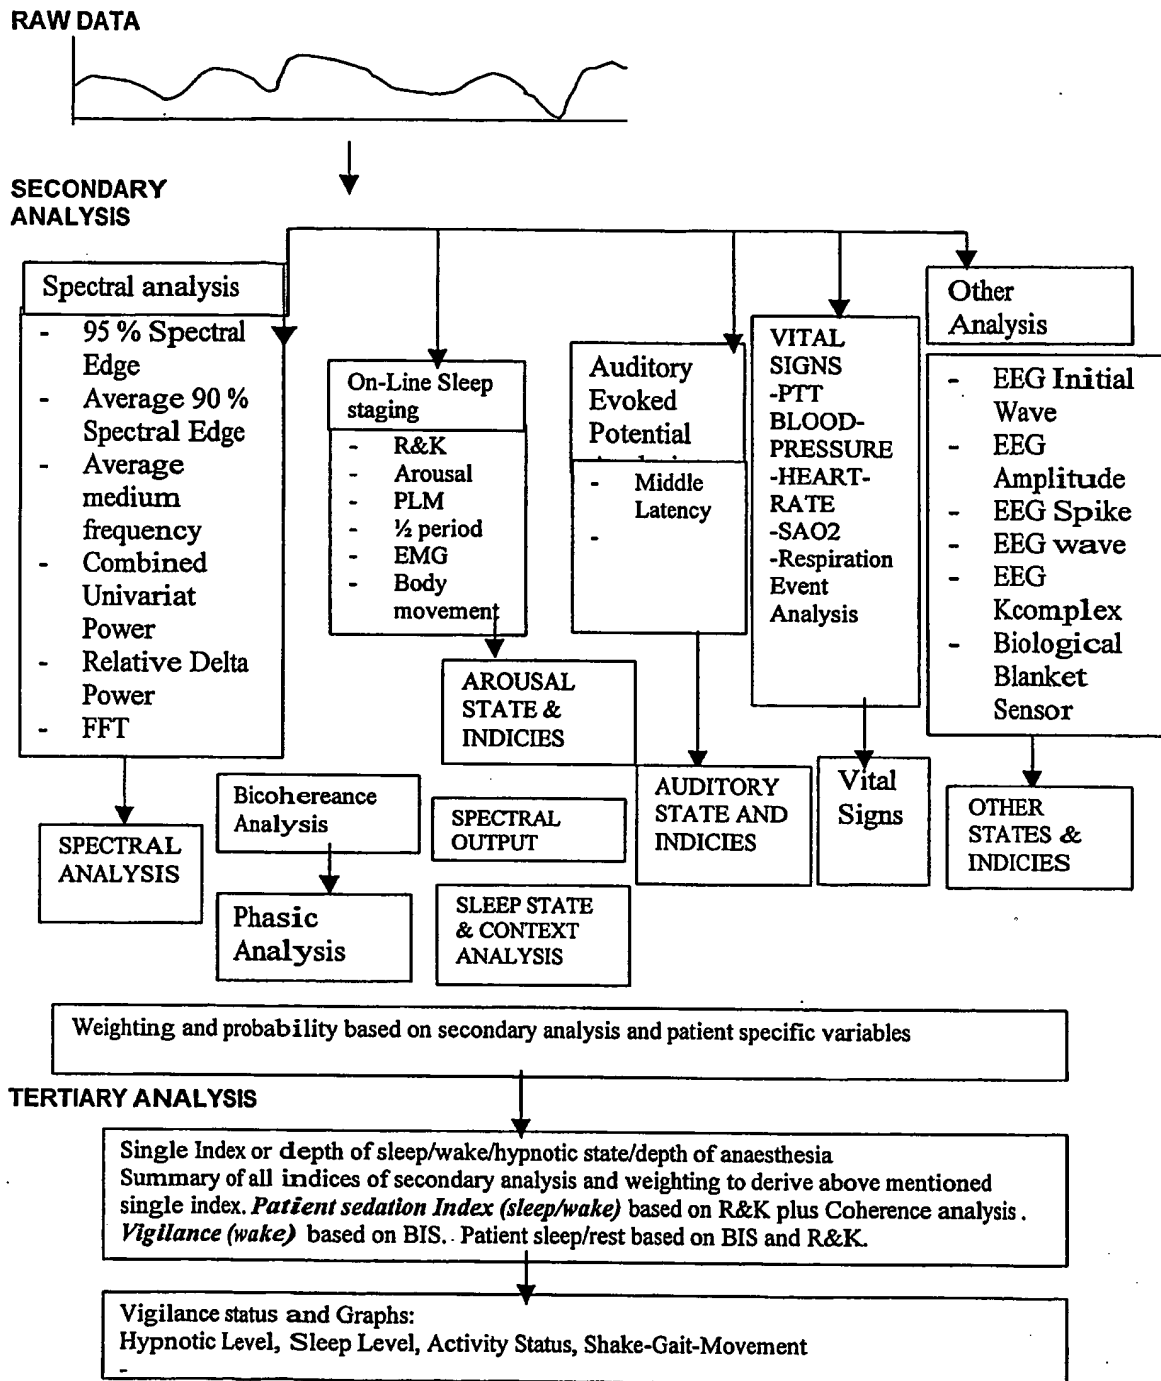 RAW DATA
SECONDARY
ANALYSIS
Spectral analysis
- 95 % Spectral
Edge
- Average 90 %
Spectral Edge
- Average
medium
frequency
- Combined
Univariat
Power
- Relative Delta
Power
- FFT
On-Line Sleep
staging
- R&K
- Arousal
- PLM
- ½ period
- EMG
- Body
movement
Auditory
Evoked
Potential
- Middle
Latency
-
VITAL
SIGNS
-PTT
BLOOD-
PRESSURE
-HEART-
RATE
-SAO2
-Respiration
Event
Analysis
Other
Analysis
- EEG Initial
Wave
- EEG
Amplitude
- EEG Spike
- EEG wave
- EEG
Kcomplex
- Biological
Blanket
Sensor
SPECTRAL
ANALYSIS
Bicohereance
Analysis
Phasic
Analysis
AROUSAL
STATE &
INDICIES
SPECTRAL
OUTPUT
SLEEP STATE
& CONTEXT
ANALYSIS
AUDITORY
STATE AND
INDICIES
Vital
Signs
OTHER
STATES &
INDICIES
Weighting and probability based on secondary analysis and patient specific variables
TERTIARY ANALYSIS
Single Index or depth of sleep/wake/hypnotic state/depth of anaesthesia
Summary of all indices of secondary analysis and weighting to derive above mentioned
single index. Patient sedation Index (sleep/wake) based on R&K plus Coherence analysis.
Vigilance (wake) based on BIS. Patient sleep/rest based on BIS and R&K.
Vigilance status and Graphs:
Hypnotic Level, Sleep Level, Activity Status, Shake-Gait-Movement
-